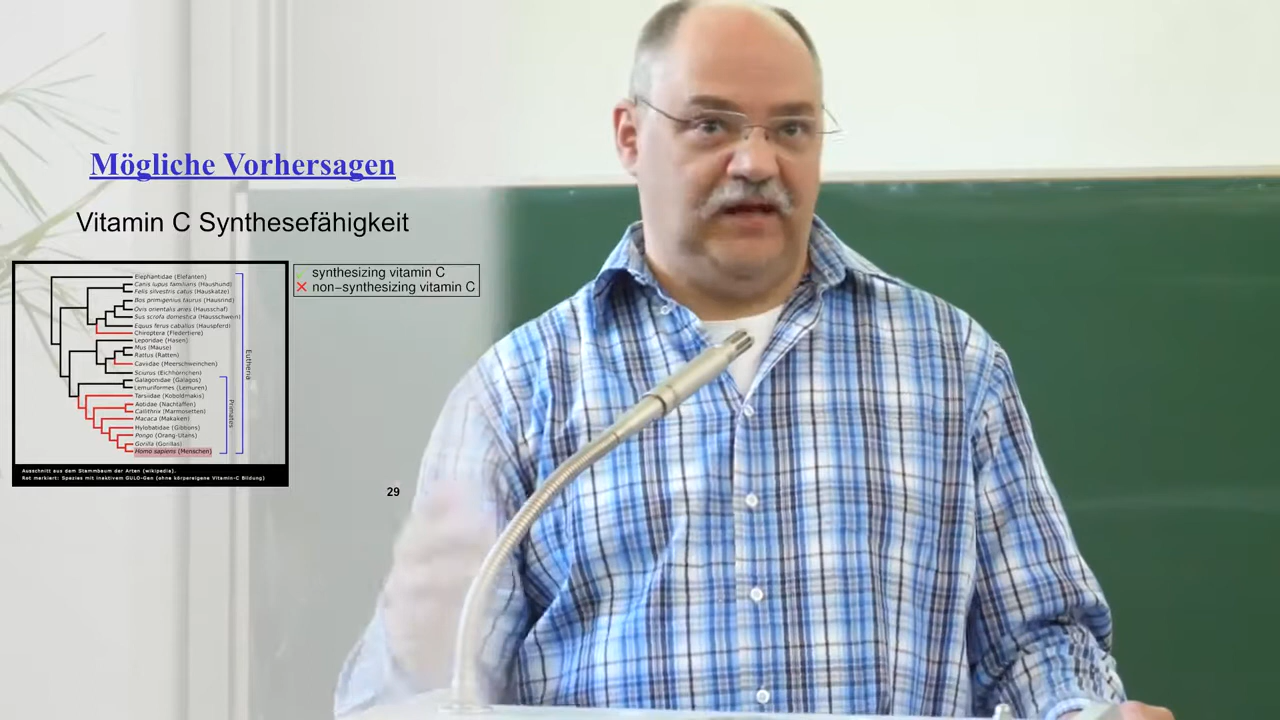 Mögliche Vorhersagen
Vitamin C Synthesefähigkeit
synthesizing vitamin C
non-synthesizing vitamin C
Elephantidae (Elefanten)
Canis lupus familiaris (Haushund)
Felis silvestris catus (Hauskatze)
Bos primigenius taurus (Hausrind)
Ovis orientalis aries (Hausschaf)
Sus scrofa domestica (Hausschwein)
Equus ferus caballus (Hauspferd)
Chiroptera (Fledertiere)
Leporidae (Hasen)
Mus (Mäuse)
Rattus (Ratten)
Caviidae (Meerschweinchen)
Sciurus (Eichhörnchen)
Galagonidae (Galagos)
Lemuriformes (Lemuren)
Tarsiidae (Koboldmakis)
Aotidae (Nachtaffen)
Callithrix (Marmosetten)
Macaca (Makaken)
Hylobatidae (Gibbons)
Pongo (Orang-Utans)
Gorilla (Gorillas)
Homo sapiens (Menschen)
Eutheria
Primates
Ausschnitt aus dem Stammbaum der Arten (wikipedia).
Rot markiert: Spezies mit inaktivem GULO-Gen (ohne körpereigene Vitamin-C Bildung)
29